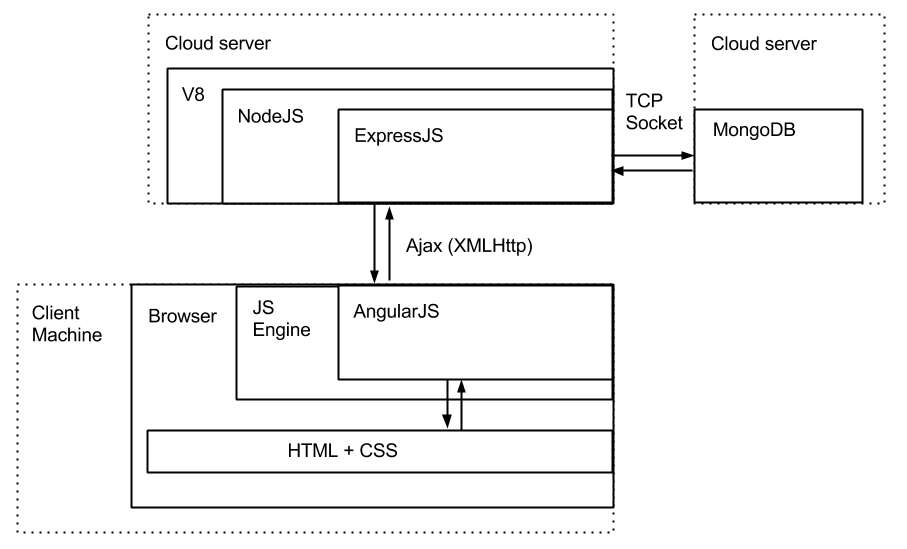 Cloud server
Cloud server
V8
NodeJS
ExpressJS
TCP
Socket
MongoDB
Ajax (XMLHttp)
Client
Machine
Browser
JS
Engine
AngularJS
HTML + CSS